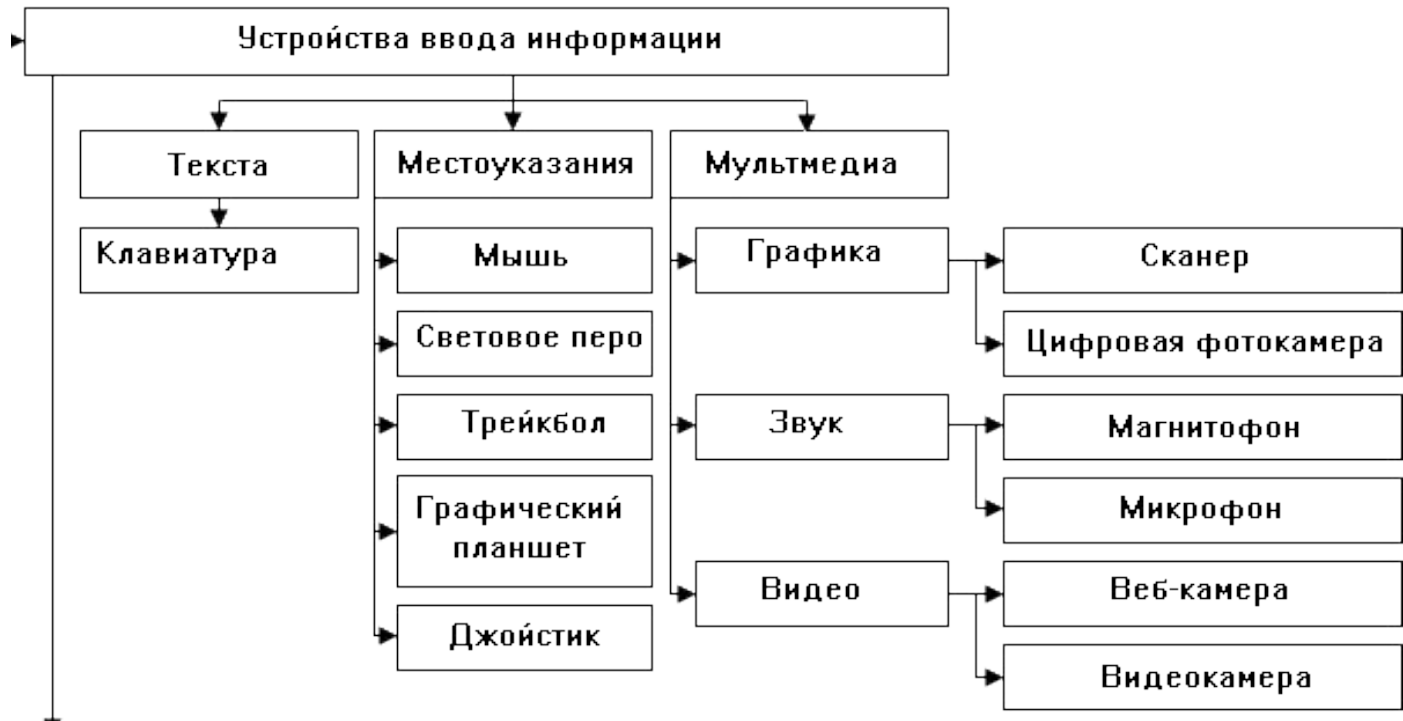 Устройства ввода информации
Текста
Местоуказания
Мультмедиа
Клавиатура
Мышь
Графика
Сканер
Световое перо
Цифровая фотокамера
Трейкбол
Звук
Магнитофон
Графический
планшет
Микрофон
Видео
Веб-камера
Джойстик
Видеокамера